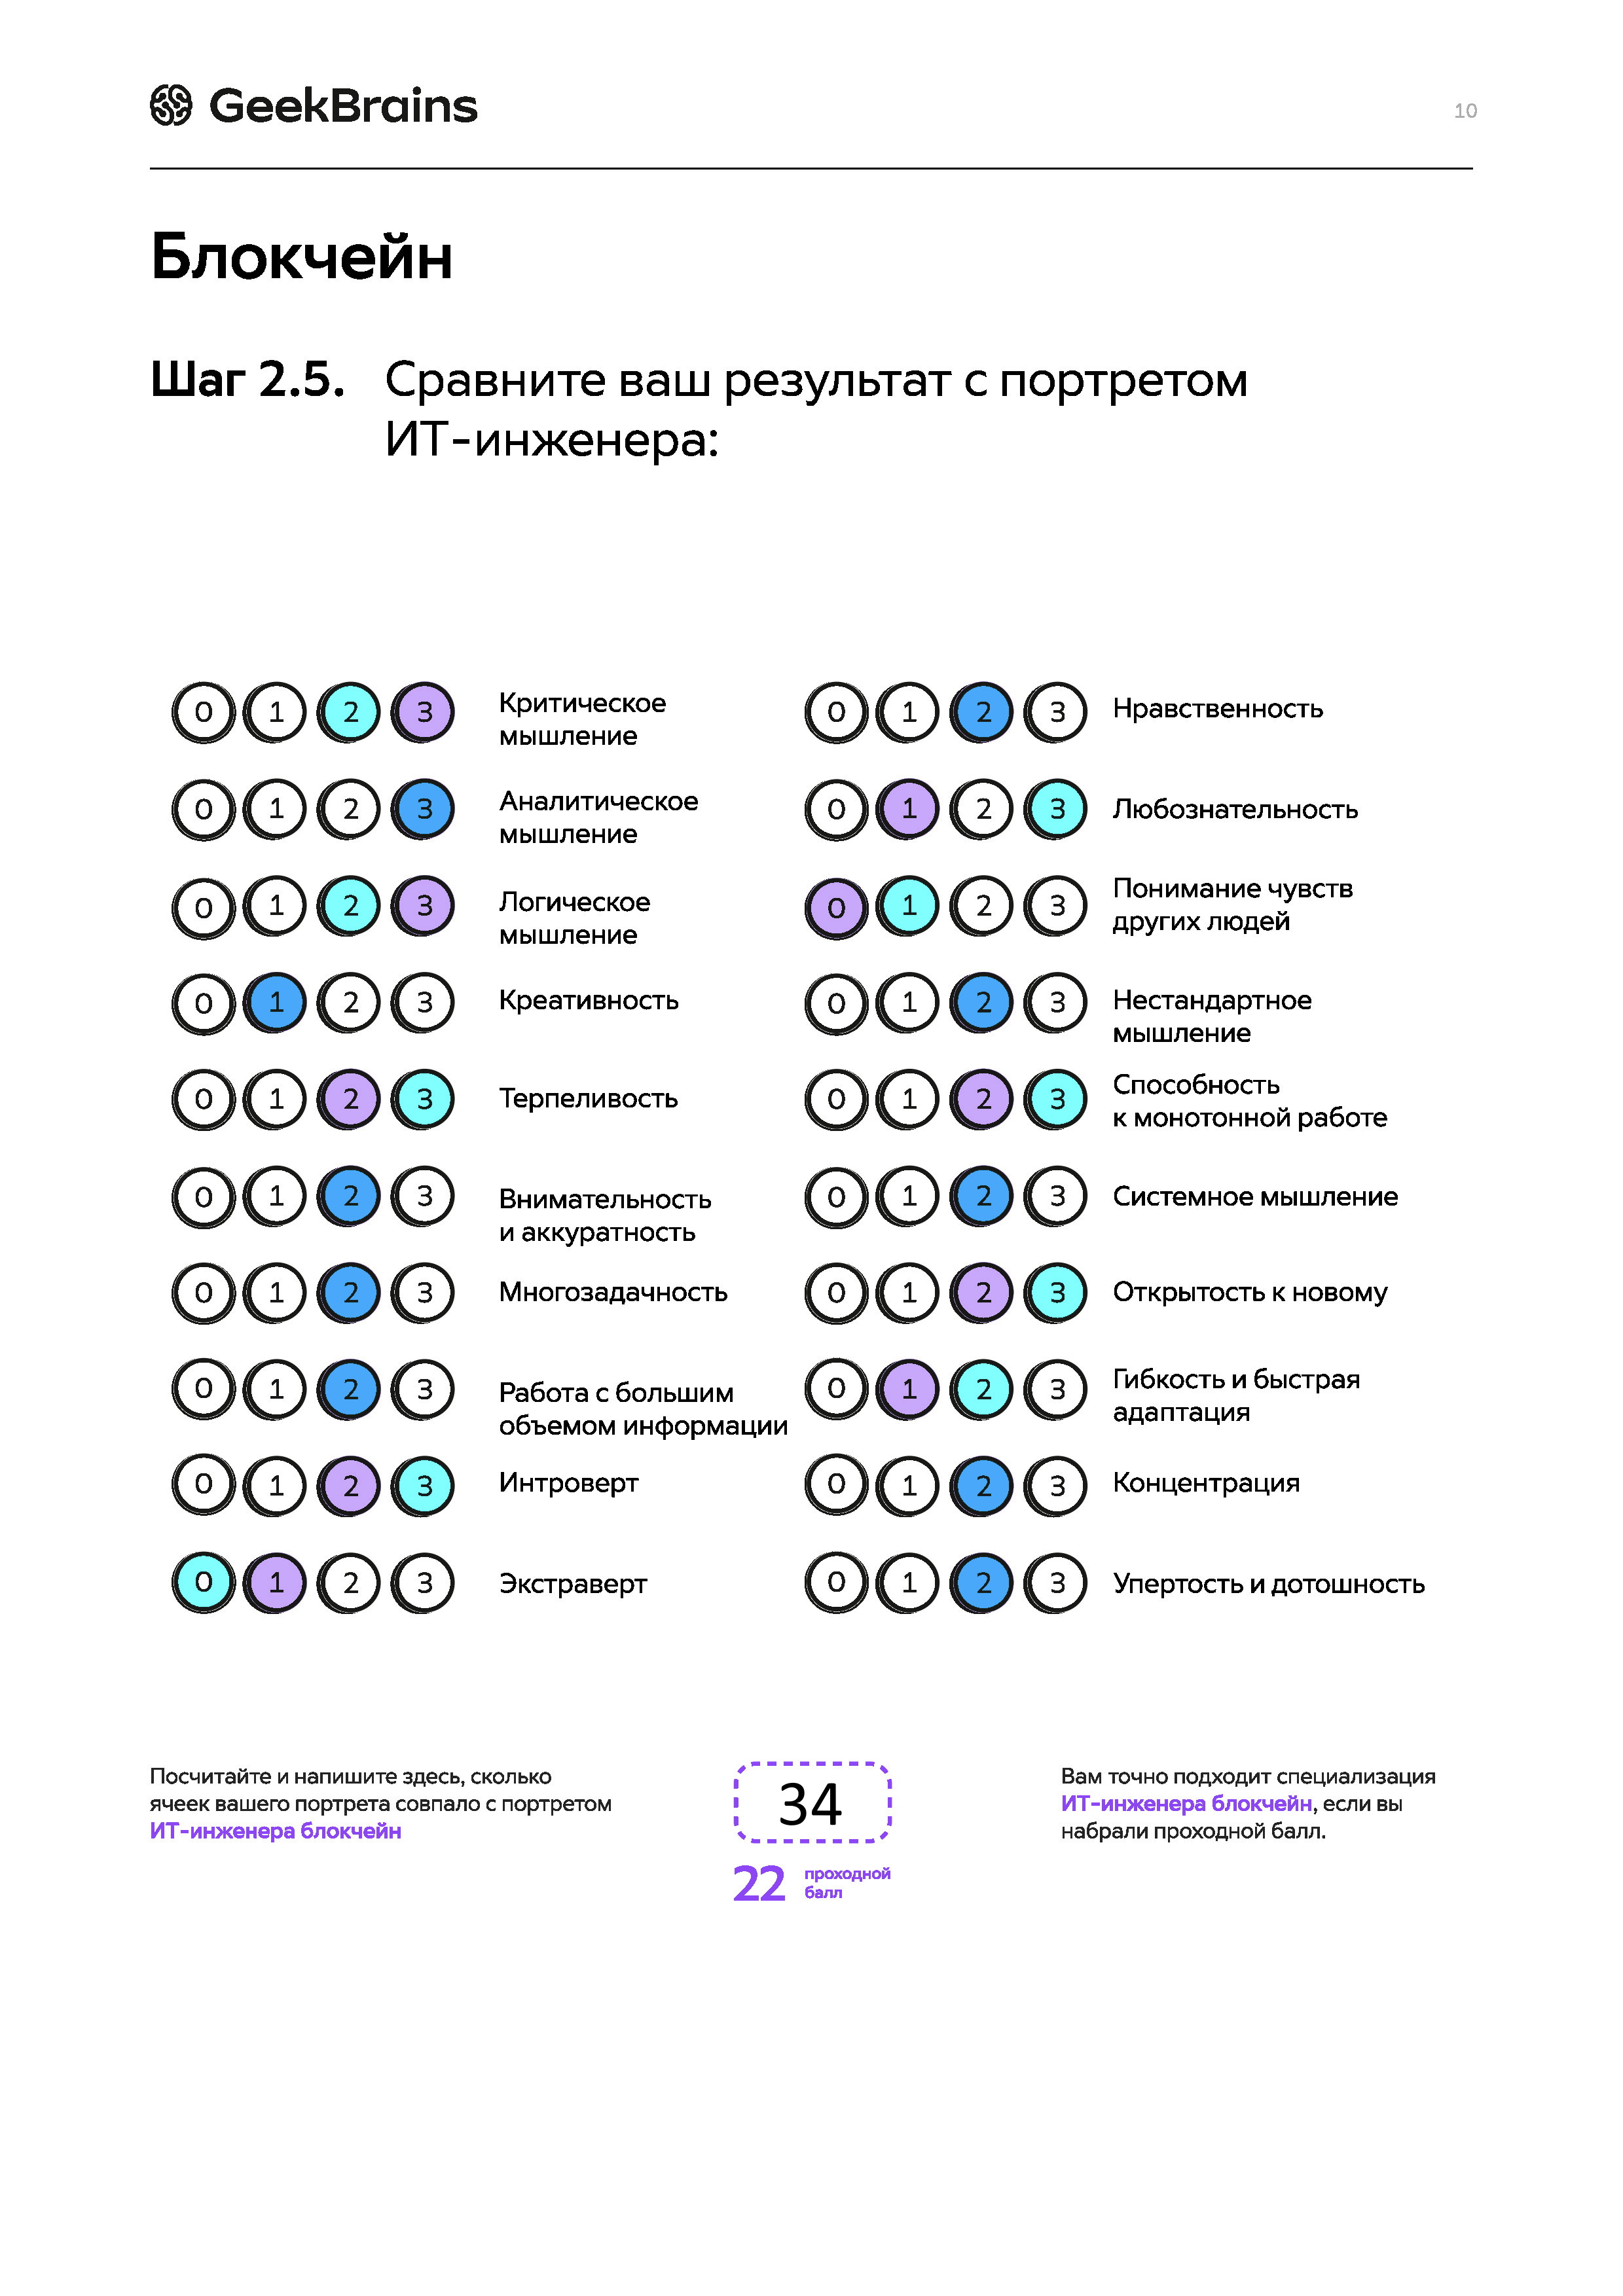 GeekBrains
10
Блокчейн
Шаг 2.5. Сравните ваш результат с портретом
ИТ-инженера:
0 1 2 3 Критическое
мышление
0 1 2 3 Аналитическое
мышление
0 1 2 3 Логическое
мышление
0 1 2 3 Креативность
0 1 2 3 Терпеливость
0 1 2 3 Внимательность
и аккуратность
0 1 2 3 Многозадачность
0 1 2 3 Работа с большим
объемом информации
0 1 2 3 Интроверт
0 1 2 3 Экстраверт
0 1 2 3 Нравственность
0 1 2 3 Любознательность
0 1 2 3 Понимание чувств
других людей
0 1 2 3 Нестандартное
мышление
0 1 2 3 Способность
к монотонной работе
0 1 2 3 Системное мышление
0 1 2 3 Открытость к новому
0 1 2 3 Гибкость и быстрая
адаптация
0 1 2 3 Концентрация
0 1 2 3 Упертость и дотошность
Посчитайте и напишите здесь, сколько
ячеек вашего портрета совпало с портретом
ИТ-инженера блокчейн
34
22 проходной
балл
Вам точно подходит специализация
ИТ-инженера блокчейн, если вы
набрали проходной балл.